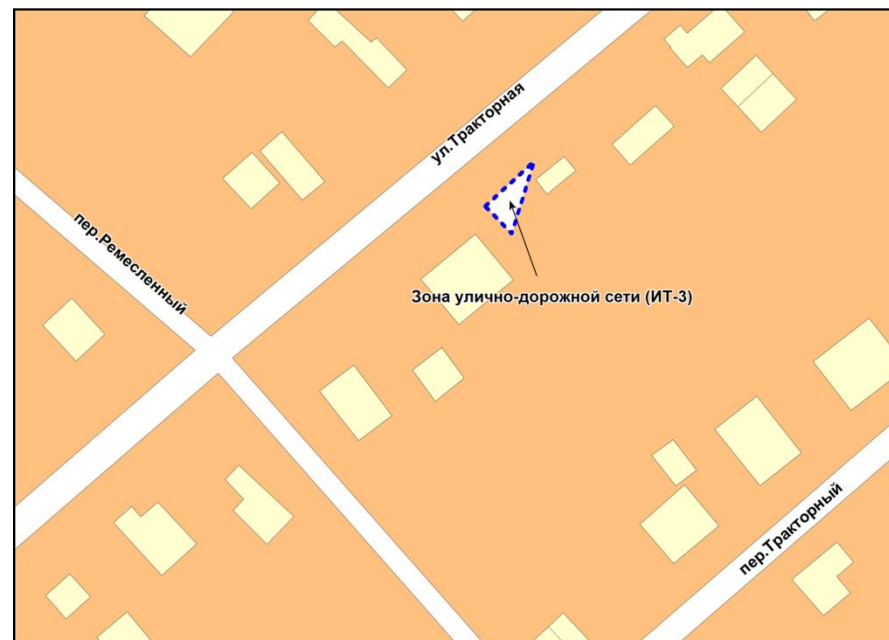 ул.Тракторная
пер.Ремесленный
Зона улично-дорожной сети (ИТ-3)
пер.Тракторный